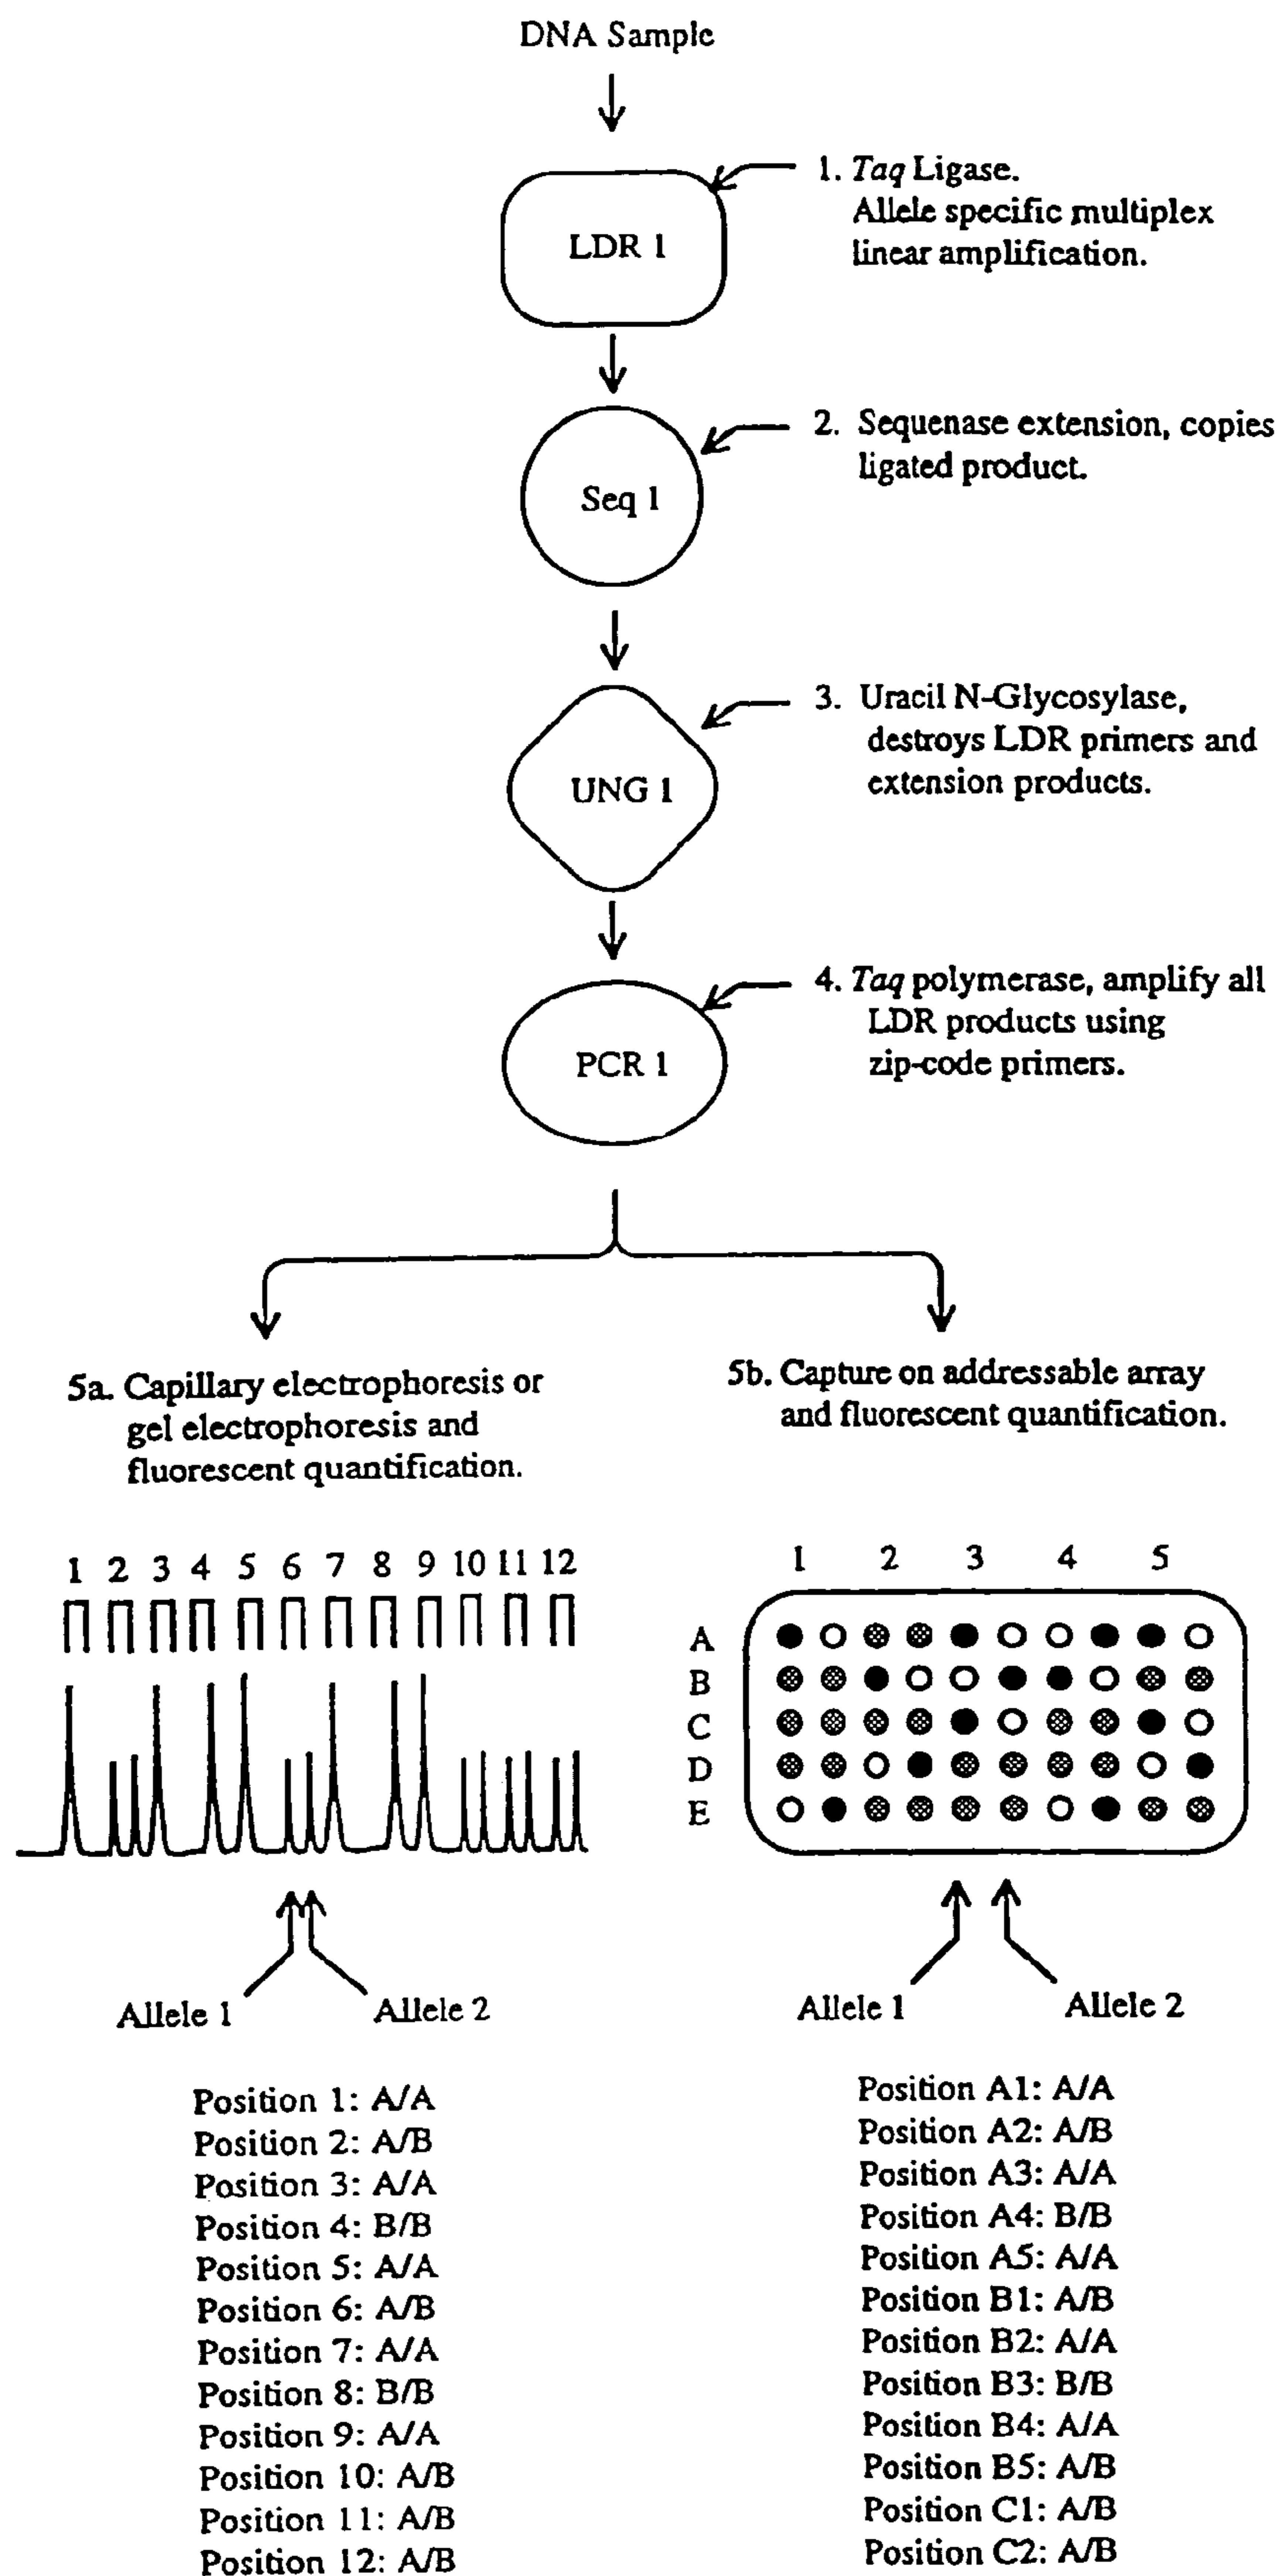 DNA Sample
LDR 1
1. Taq Ligase.
Allele specific multiplex
linear amplification.
Seq 1
2. Sequenase extension, copies
ligated product.
UNG 1
3. Uracil N-Glycosylase,
destroys LDR primers and
extension products.
PCR 1
4. Taq polymerase, amplify all
LDR products using
zip-code primers.
5a. Capillary electrophoresis or
gel electrophoresis and
fluorescent quantification.
1 2 3 4 5 6 7 8 9 10 11 12
Allele 1 Allele 2
Position 1: A/A
Position 2: A/B
Position 3: A/A
Position 4: B/B
Position 5: A/A
Position 6: A/B
Position 7: A/A
Position 8: B/B
Position 9: A/A
Position 10: A/B
Position 11: A/B
Position 12: A/B
5b. Capture on addressable array
and fluorescent quantification.
1 2 3 4 5
A
B
C
D
E
Allele 1 Allele 2
Position A1: A/A
Position A2: A/B
Position A3: A/A
Position A4: B/B
Position A5: A/A
Position B1: A/B
Position B2: A/A
Position B3: B/B
Position B4: A/A
Position B5: A/B
Position C1: A/B
Position C2: A/B